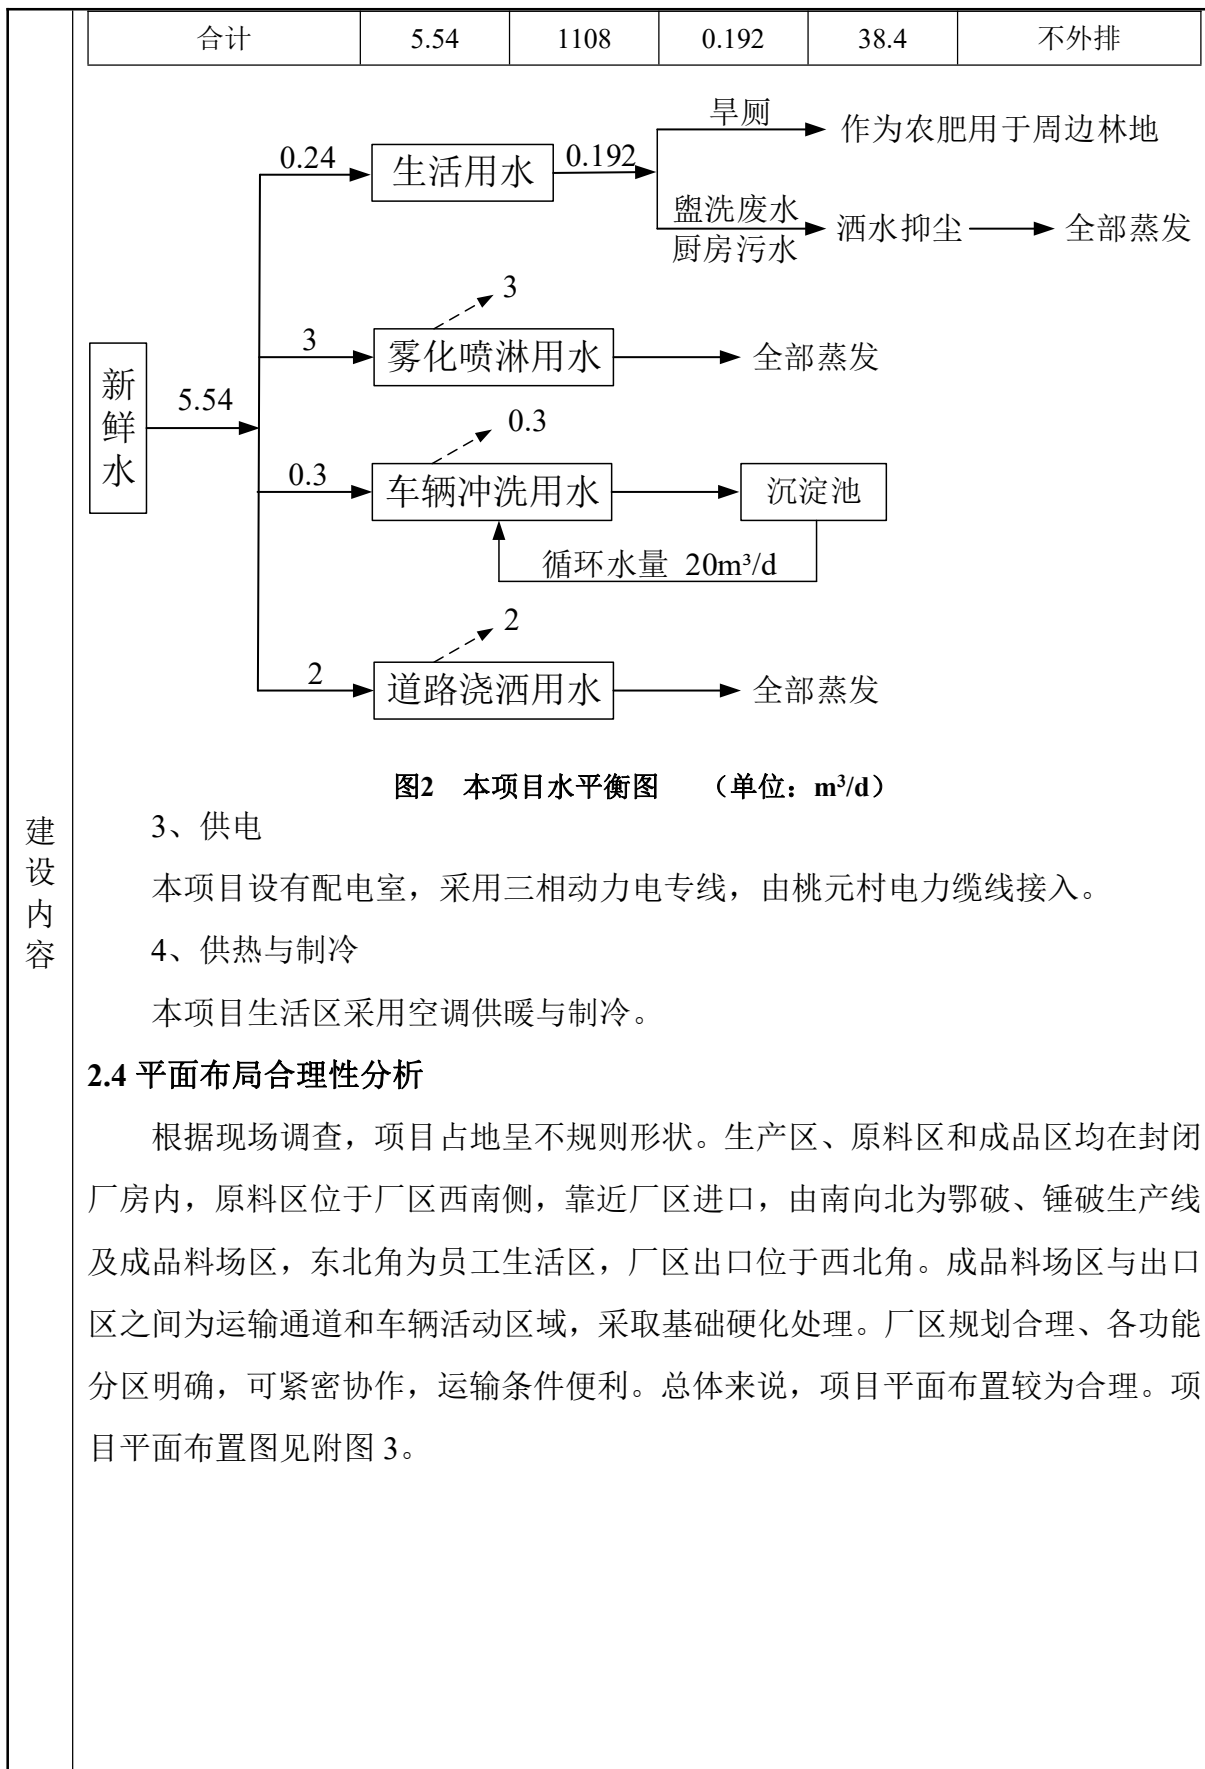 合计 5.54 1108 0.192 38.4 不外排
旱厕
作为农肥用于周边林地
0.24
生活用水
0.192
盥洗废水
厨房污水
洒水抑尘
全部蒸发
3
3
雾化喷淋用水
全部蒸发
新鲜水
5.54
0.3
0.3
车辆冲洗用水
沉淀池
循环水量 20m³/d
2
2
道路浇洒用水
全部蒸发
图2 本项目水平衡图 （单位：m³/d）
建设内容
3、供电
本项目设有配电室，采用三相动力电专线，由桃元村电力缆线接入。
4、供热与制冷
本项目生活区采用空调供暖与制冷。
2.4 平面布局合理性分析
根据现场调查，项目占地呈不规则形状。生产区、原料区和成品区均在封闭
厂房内，原料区位于厂区西南侧，靠近厂区进口，由南向北为鄂破、锤破生产线
及成品料场区，东北角为员工生活区，厂区出口位于西北角。成品料场区与出口
区之间为运输通道和车辆活动区域，采取基础硬化处理。厂区规划合理、各功能
分区明确，可紧密协作，运输条件便利。总体来说，项目平面布置较为合理。项
目平面布置图见附图 3。